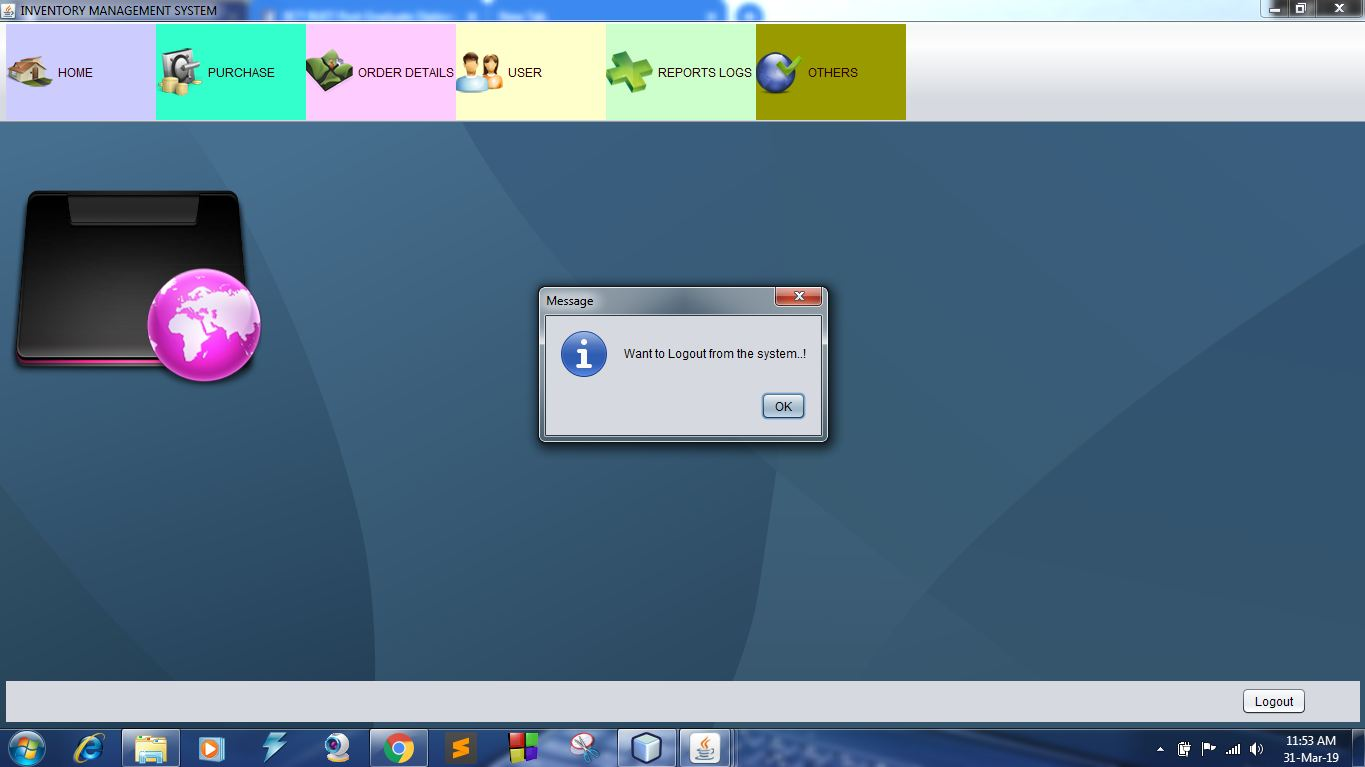 INVENTORY MANAGEMENT SYSTEM
HOME
PURCHASE
ORDER DETAILS
USER
REPORTS LOGS
OTHERS
Message
Want to Logout from the system..!
OK
Logout
11:53 AM
31-Mar-19